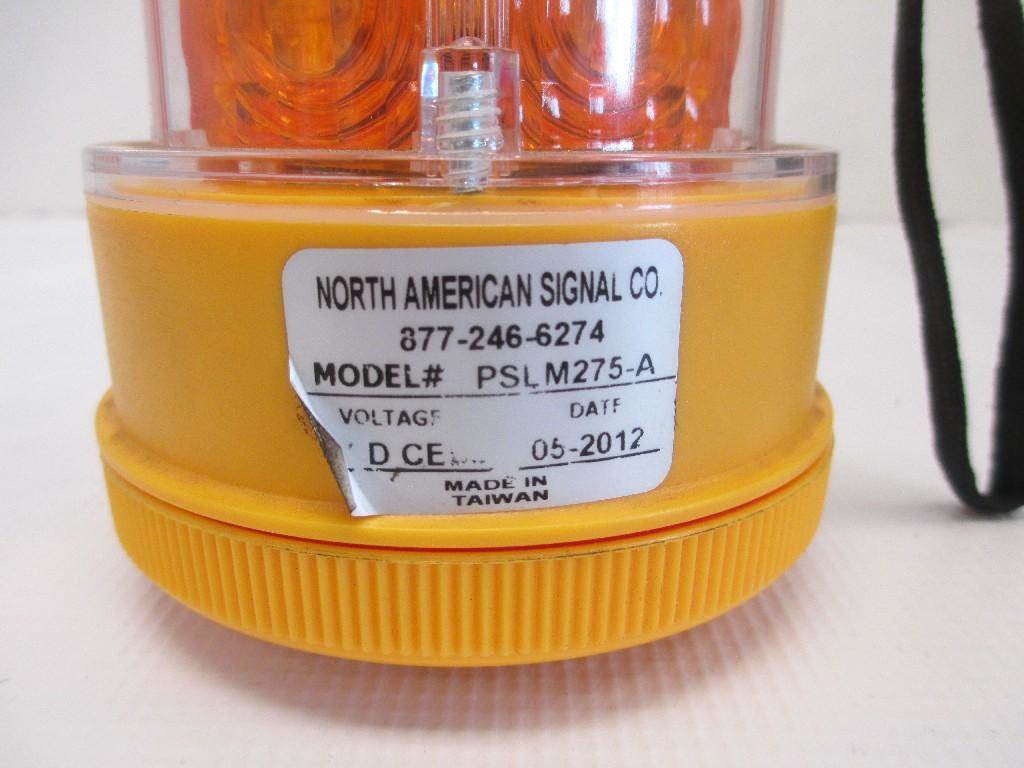 NORTH AMERICAN SIGNAL CO.
877-246-6274
MODEL# PSLM275-A
VOLTAGE DATE
D CE 05-2012
MADE IN
TAIWAN